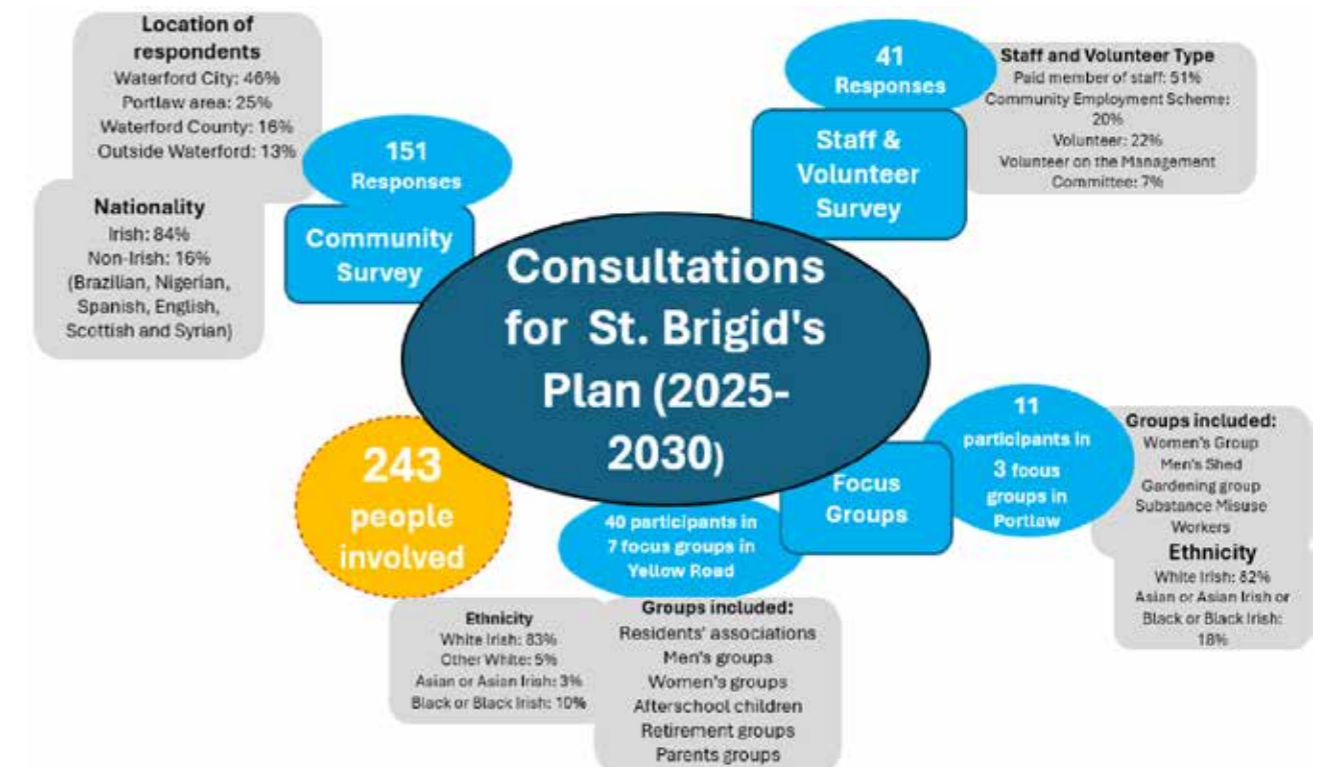 Location of
respondents
Waterford City: 46%
Portlaw area: 25%
Waterford County: 16%
Outside Waterford: 13%
Nationality
Irish: 84%
Non-Irish: 16%
(Brazilian, Nigerian,
Spanish, English,
Scottish and Syrian)
151
Responses
Community
Survey
41
Responses
Staff &
Volunteer
Survey
Staff and Volunteer Type
Paid member of staff: 51%
Community Employment Scheme:
20%
Volunteer: 22%
Volunteer on the Management
Committee: 7%
Consultations
for St. Brigid's
Plan (2025-
2030)
243
people
involved
Focus
Groups
11
participants in
3 focus
groups in
Portlaw
Groups included:
Women's Group
Men's Shed
Gardening group
Substance Misuse
Workers
Ethnicity
White Irish: 82%
Asian or Asian Irish or
Black or Black Irish:
18%
40 participants in
7 focus groups in
Yellow Road
Ethnicity
White Irish: 83%
Other White: 5%
Asian or Asian Irish: 3%
Black or Black Irish: 10%
Groups included:
Residents' associations
Men's groups
Women's groups
Afterschool children
Retirement groups
Parents groups